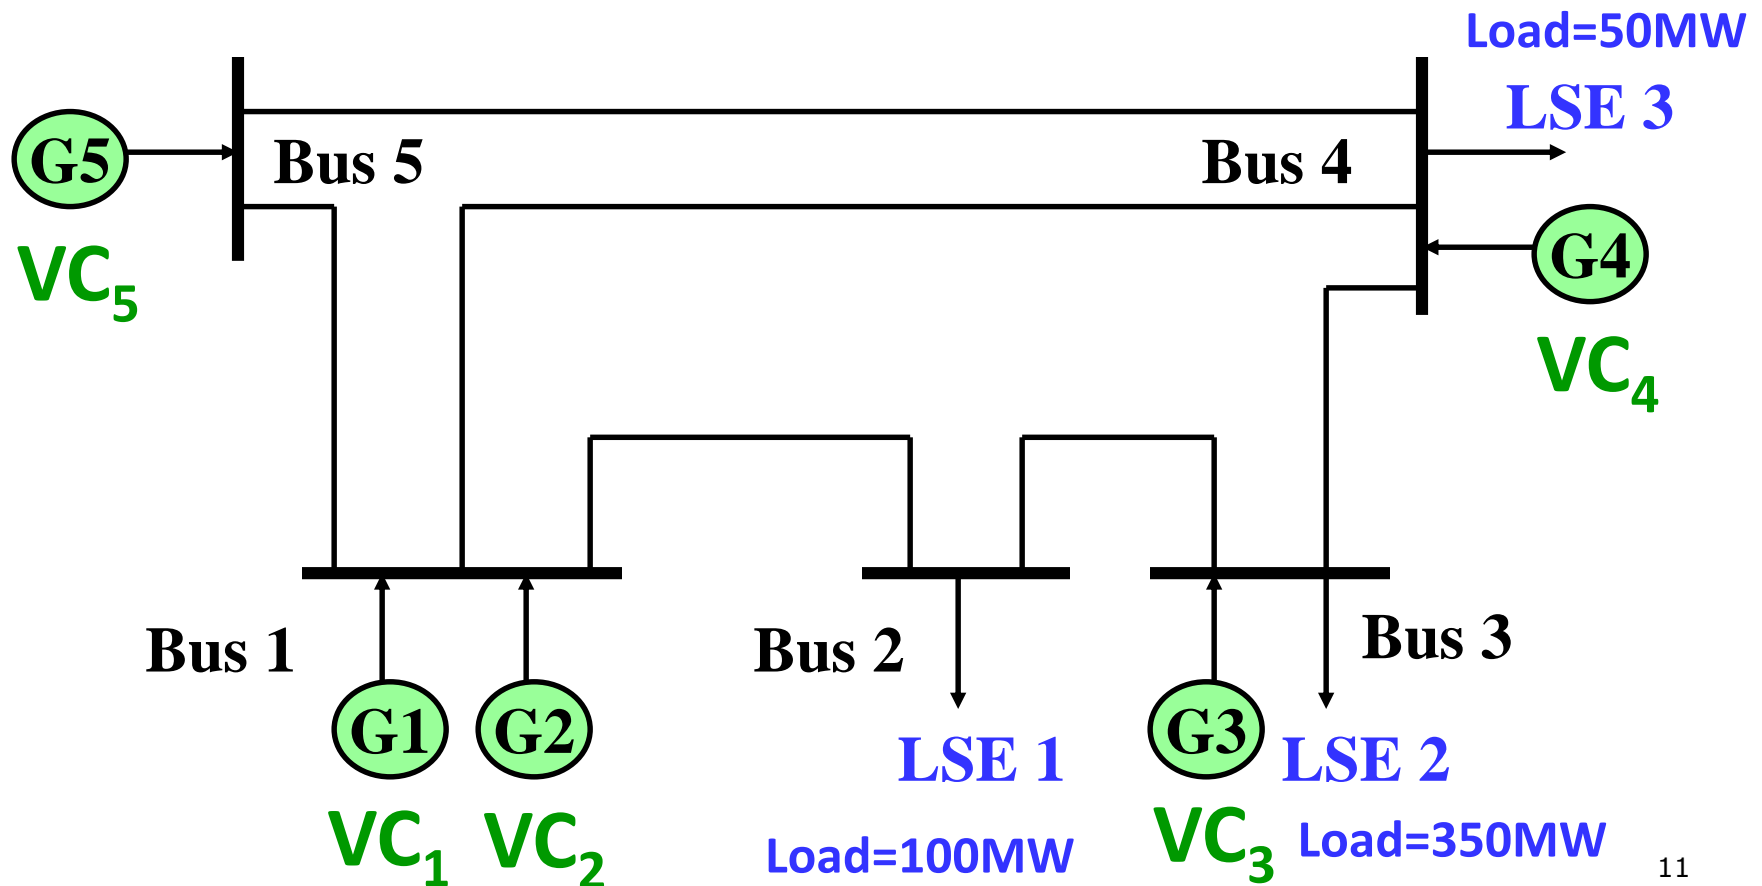 Load=50MW
LSE 3
G5
Bus 5
Bus 4
VC5
G4
VC4
Bus 1
Bus 2
Bus 3
G1
G2
LSE 1
G3
LSE 2
VC1
VC2
Load=100MW
VC3
Load=350MW
11